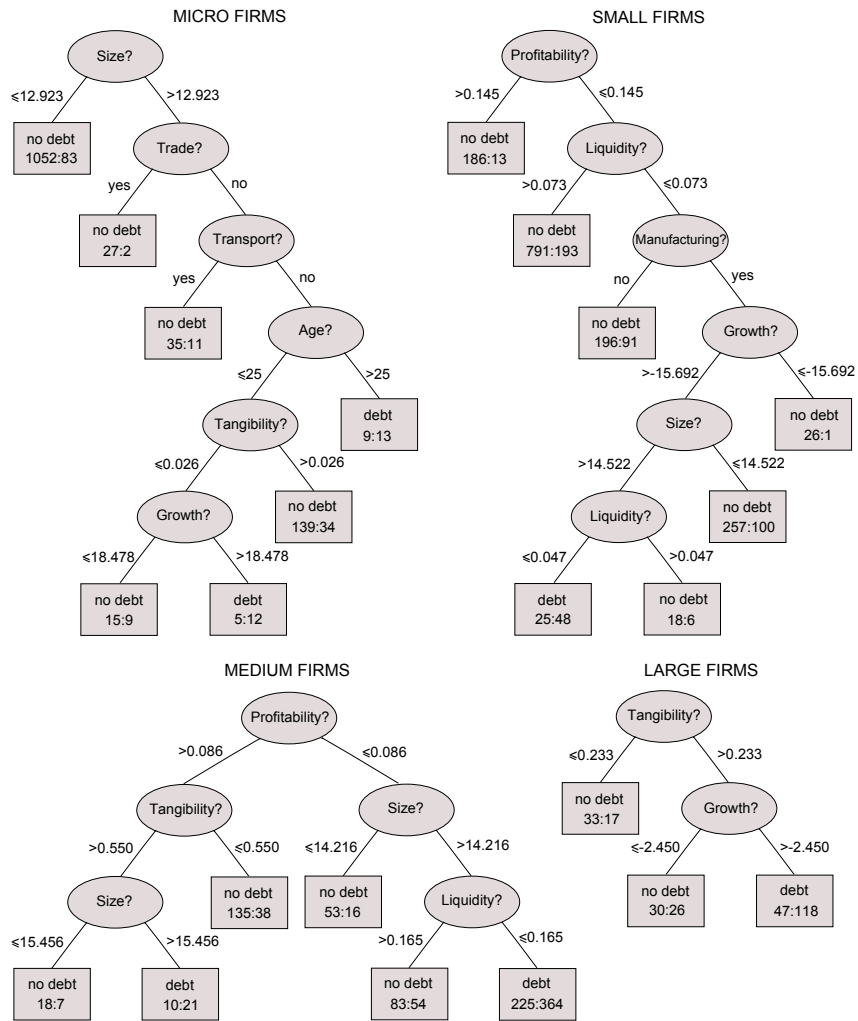 MICRO FIRMS
Size?
≤12.923
>12.923
no debt
1052:83
Trade?
yes
no
no debt
27:2
Transport?
yes
no
no debt
35:11
Age?
≤25
>25
Tangibility?
debt
9:13
≤0.026
>0.026
Growth?
no debt
139:34
≤18.478
>18.478
no debt
15:9
debt
5:12
SMALL FIRMS
Profitability?
>0.145
≤0.145
no debt
186:13
Liquidity?
>0.073
≤0.073
no debt
791:193
Manufacturing?
no
yes
no debt
196:91
Growth?
>-15.692
≤-15.692
Size?
no debt
26:1
>14.522
≤14.522
Liquidity?
no debt
257:100
≤0.047
>0.047
debt
25:48
no debt
18:6
MEDIUM FIRMS
Profitability?
>0.086
≤0.086
Tangibility?
Size?
>0.550
≤0.550
≤14.216
>14.216
Size?
no debt
135:38
no debt
53:16
Liquidity?
≤15.456
>15.456
>0.165
≤0.165
no debt
18:7
debt
10:21
no debt
83:54
debt
225:364
LARGE FIRMS
Tangibility?
≤0.233
>0.233
no debt
33:17
Growth?
≤-2.450
>-2.450
no debt
30:26
debt
47:118